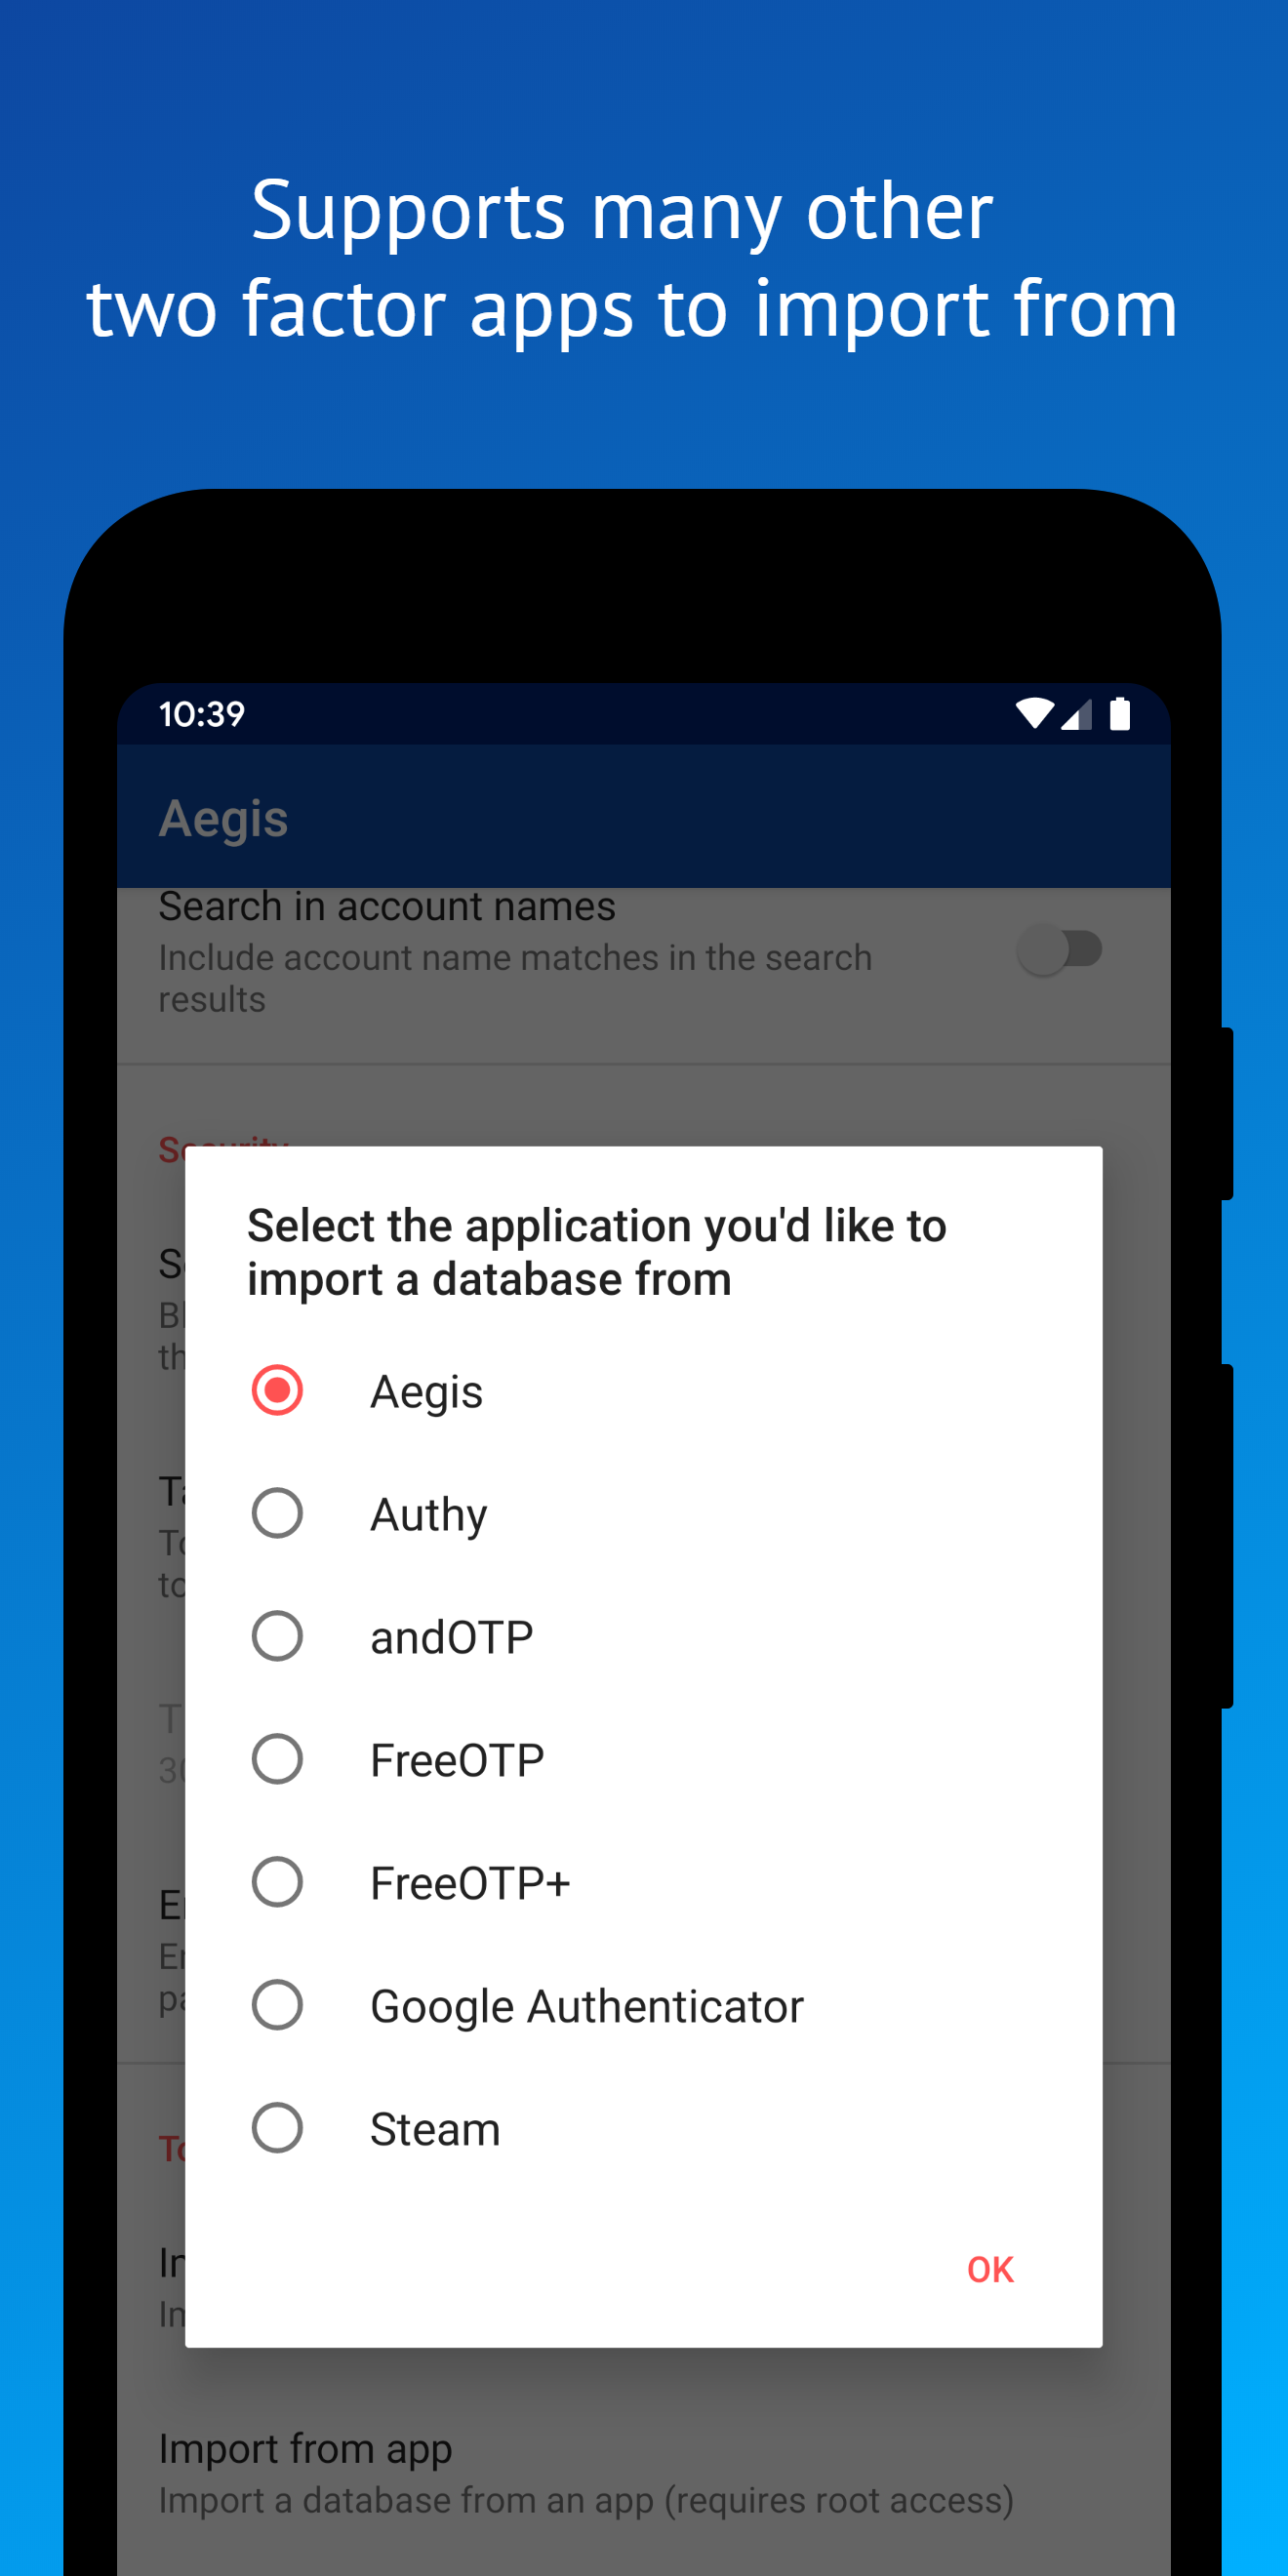 Supports many other
two factor apps to import from
10:39
Aegis
Search in account names
Include account name matches in the search
results
Security
Select the application you'd like to
import a database from
Aegis
Authy
andOTP
FreeOTP
FreeOTP+
Google Authenticator
Steam
OK
Import from app
Import a database from an app (requires root access)